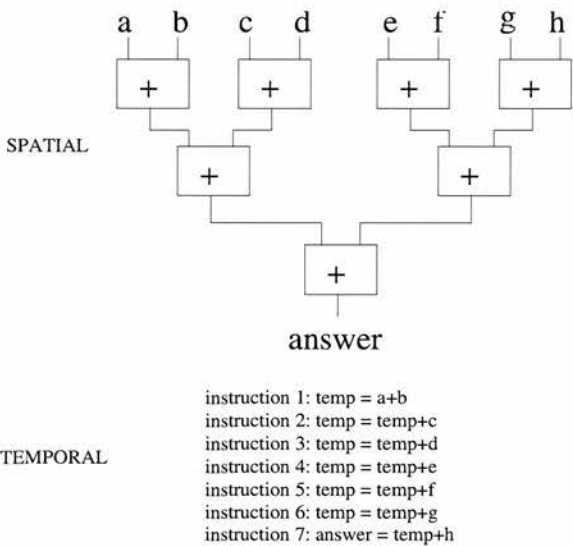 a b c d e f g h
+ + + +
SPATIAL
+ +
+
answer
instruction 1: temp = a+b
instruction 2: temp = temp+c
instruction 3: temp = temp+d
TEMPORAL
instruction 4: temp = temp+e
instruction 5: temp = temp+f
instruction 6: temp = temp+g
instruction 7: answer = temp+h